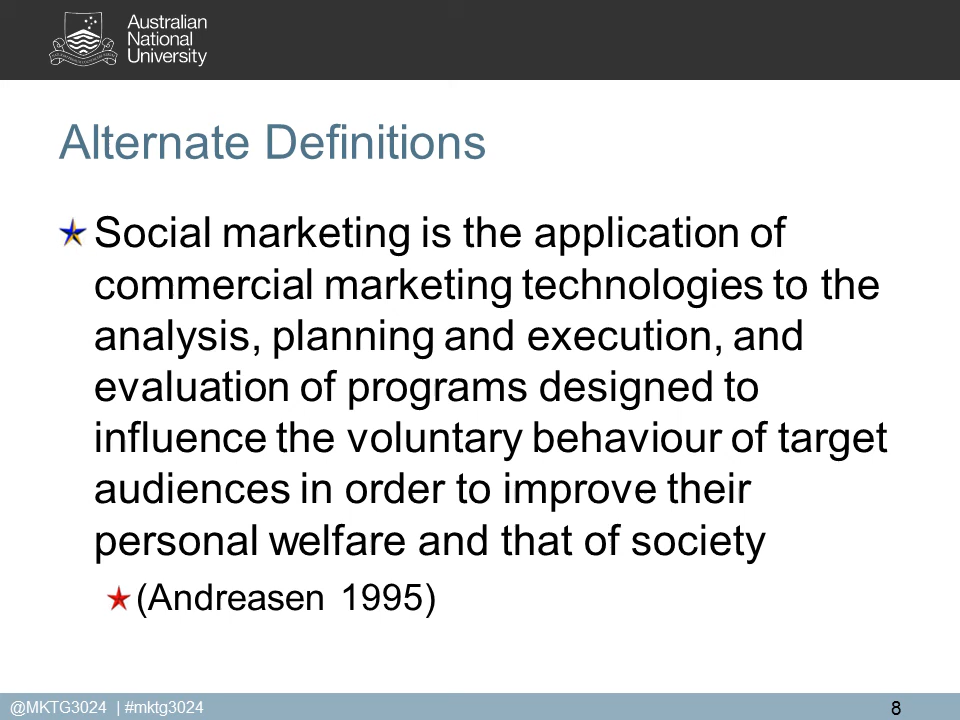 Australian
National
University
Alternate Definitions
Social marketing is the application of
commercial marketing technologies to the
analysis, planning and execution, and
evaluation of programs designed to
influence the voluntary behaviour of target
audiences in order to improve their
personal welfare and that of society
(Andreasen 1995)
@MKTG3024 | #mktg3024
8